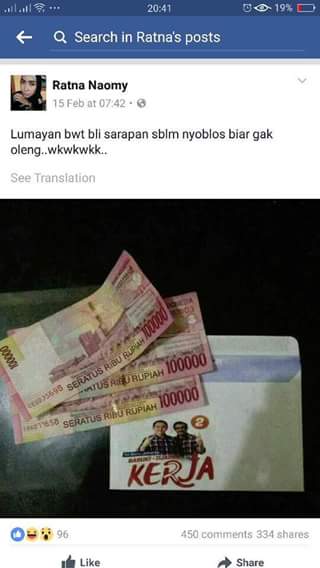 20:41
19%
Search in Ratna's posts
Ratna Naomy
15 Feb at 07:42
Lumayan bwt bli sarapan sblm nyoblos biar gak
oleng..wkwkwkk..
See Translation
100000
SERATUS RIBU RUPIAH
100000
SERATUS RIBU RUPIAH
100000
SERATUS RIBU RUPIAH
100000
2
KERJA
96
450 comments 334 shares
Like
Share